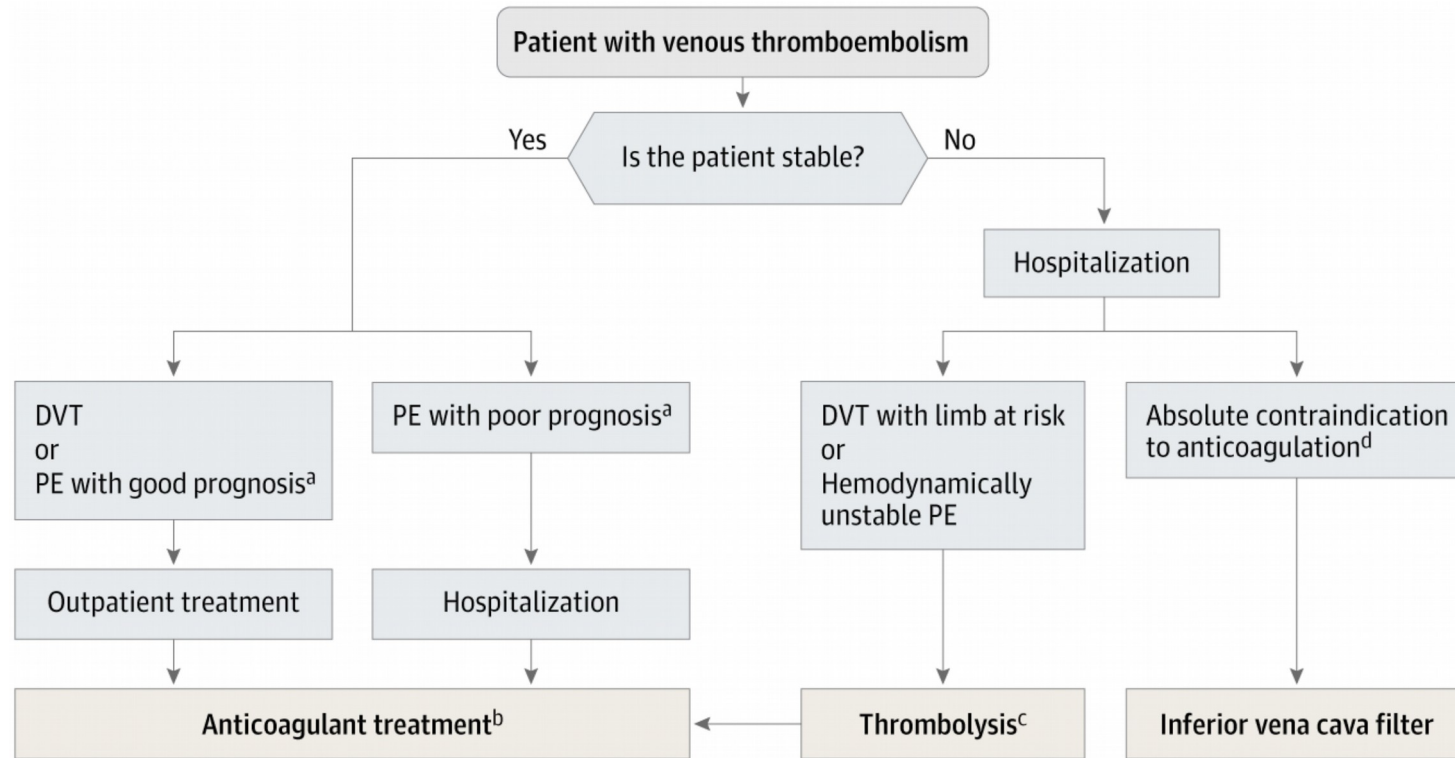 Patient with venous thromboembolism
Is the patient stable?
Yes
No
Hospitalization
DVT
or
PE with good prognosisᵃ
PE with poor prognosisᵃ
DVT with limb at risk
or
Hemodynamically
unstable PE
Absolute contraindication
to anticoagulationᵈ
Outpatient treatment
Hospitalization
Anticoagulant treatmentᵇ
Thrombolysisᶜ
Inferior vena cava filter